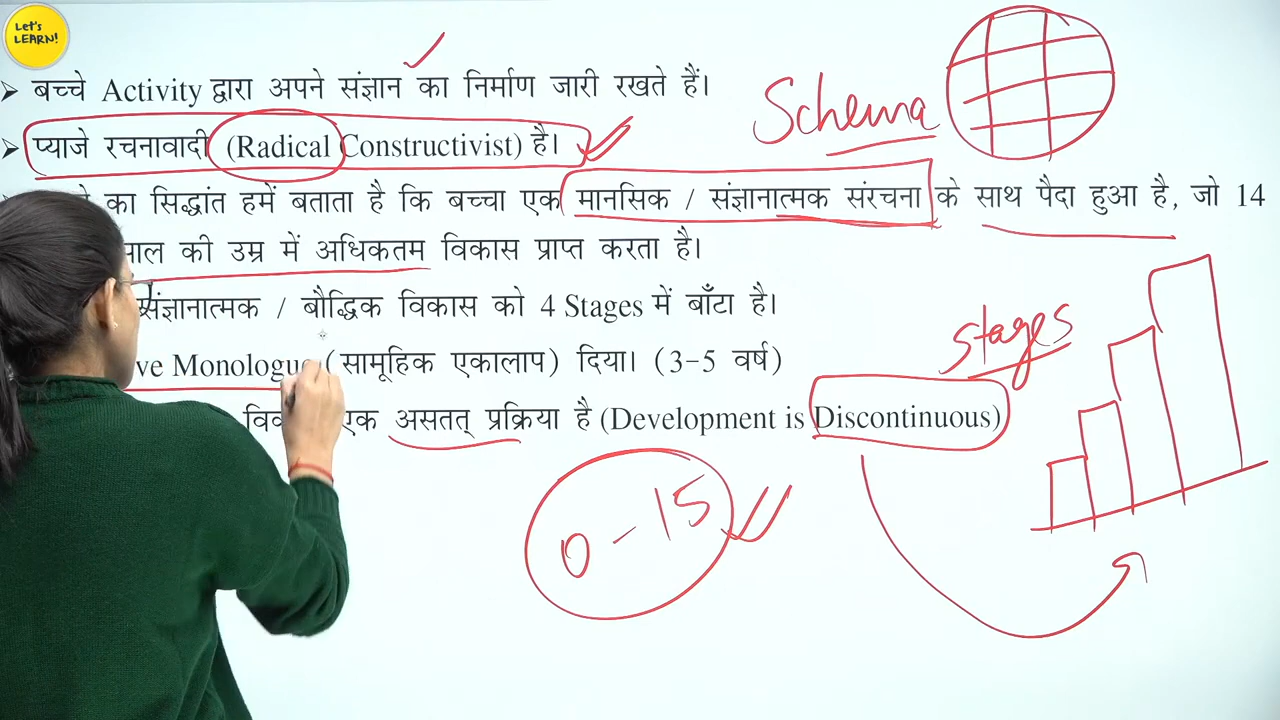 Let's
LEARN!
➤ बच्चे Activity द्वारा अपने संज्ञान का निर्माण जारी रखते हैं।
Schema
➤ प्याजे रचनावादी (Radical Constructivist) है।
का सिद्धांत हमें बताता है कि बच्चा एक मानसिक / संज्ञानात्मक संरचना के साथ पैदा हुआ है, जो 14
साल की उम्र में अधिकतम विकास प्राप्त करता है।
संज्ञानात्मक / बौद्धिक विकास को 4 Stages में बाँटा है।
stages
Monologue (सामूहिक एकालाप) दिया। (3-5 वर्ष)
एक असतत् प्रक्रिया है (Development is Discontinuous)
0 - 15